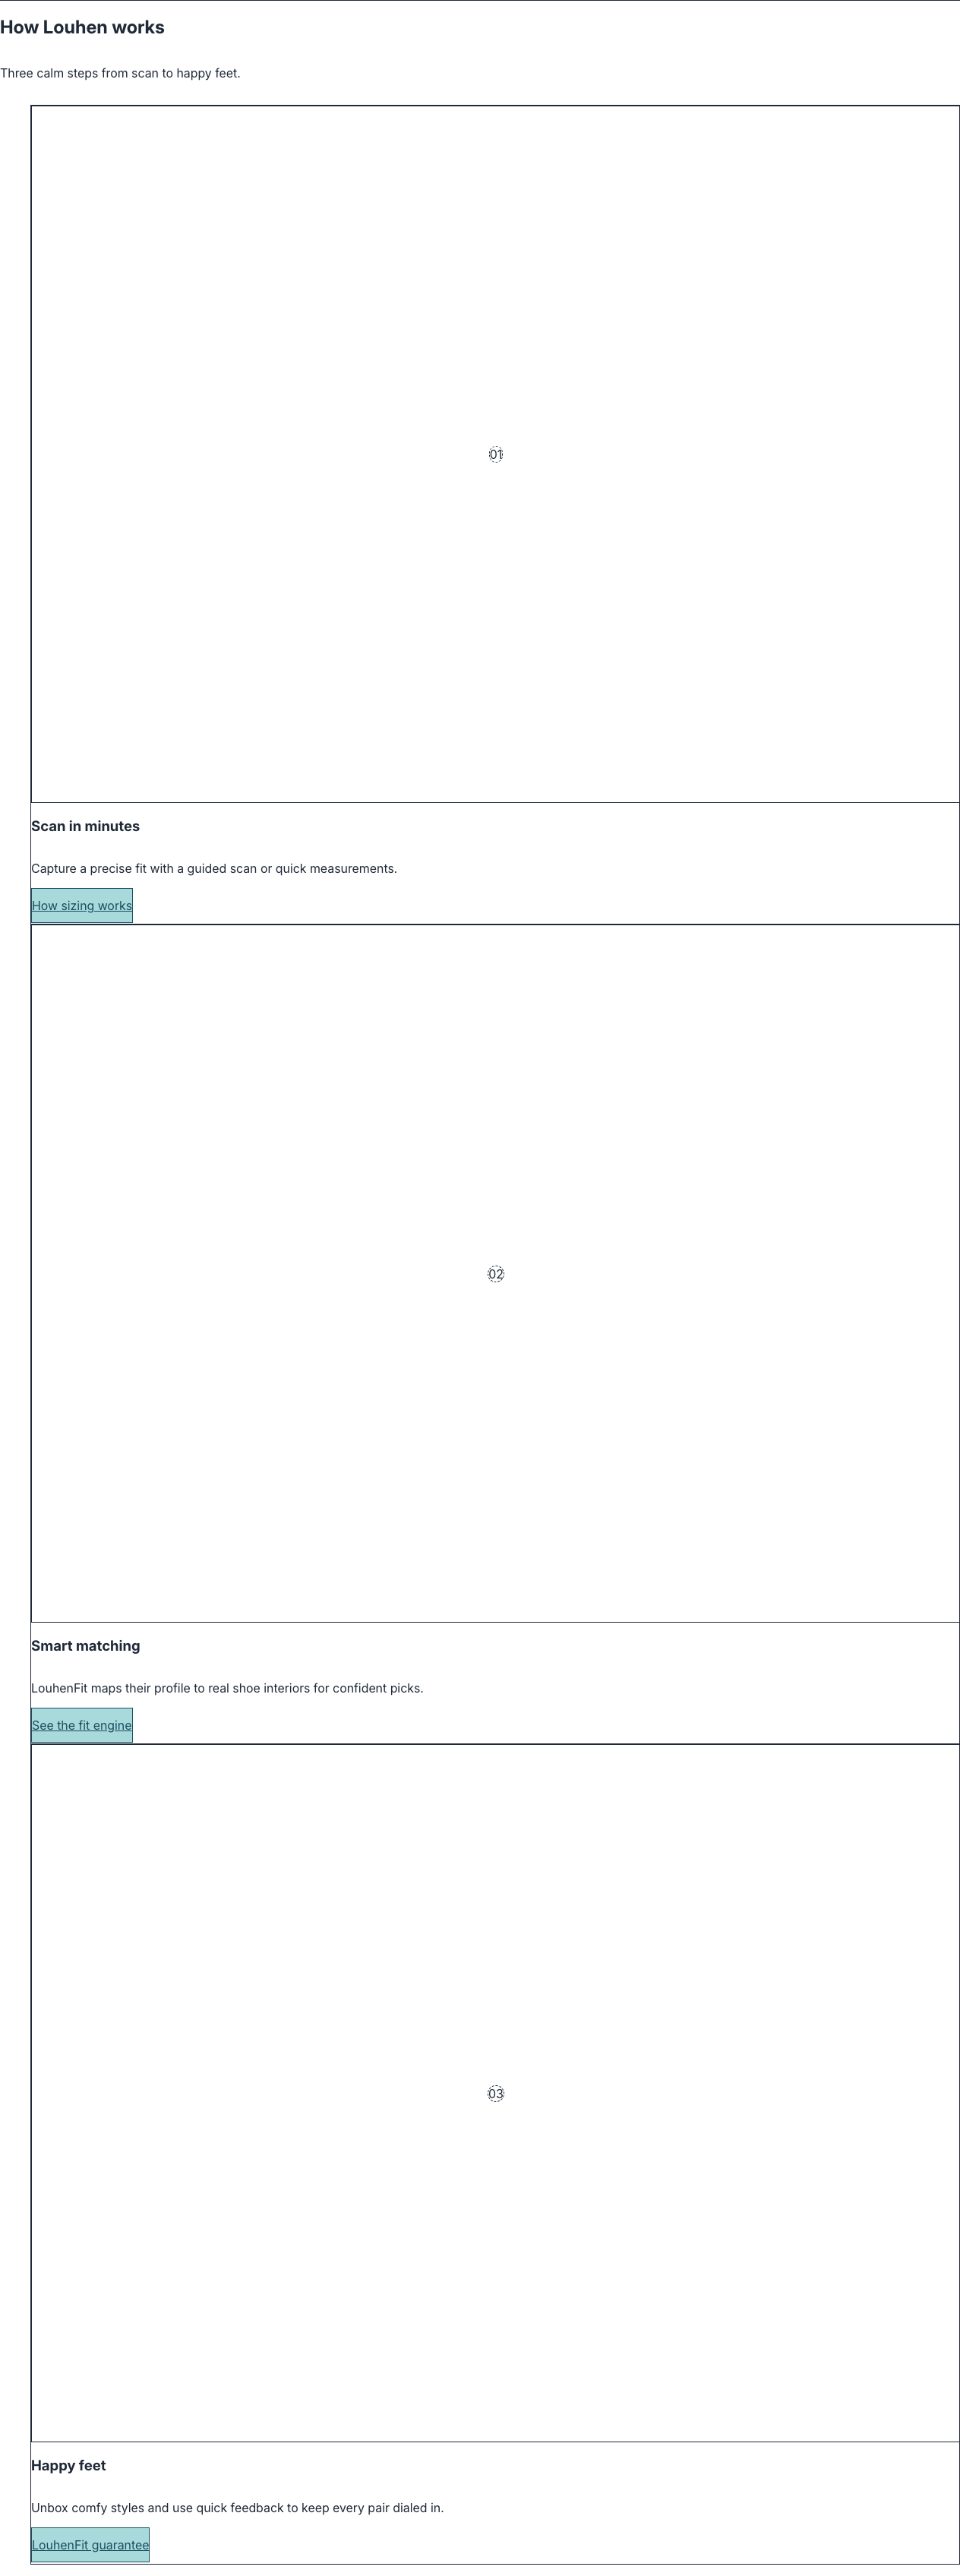 How Louhen works
Three calm steps from scan to happy feet.
01
Scan in minutes
Capture a precise fit with a guided scan or quick measurements.
How sizing works
02
Smart matching
LouhenFit maps their profile to real shoe interiors for confident picks.
See the fit engine
03
Happy feet
Unbox comfy styles and use quick feedback to keep every pair dialed in.
LouhenFit guarantee